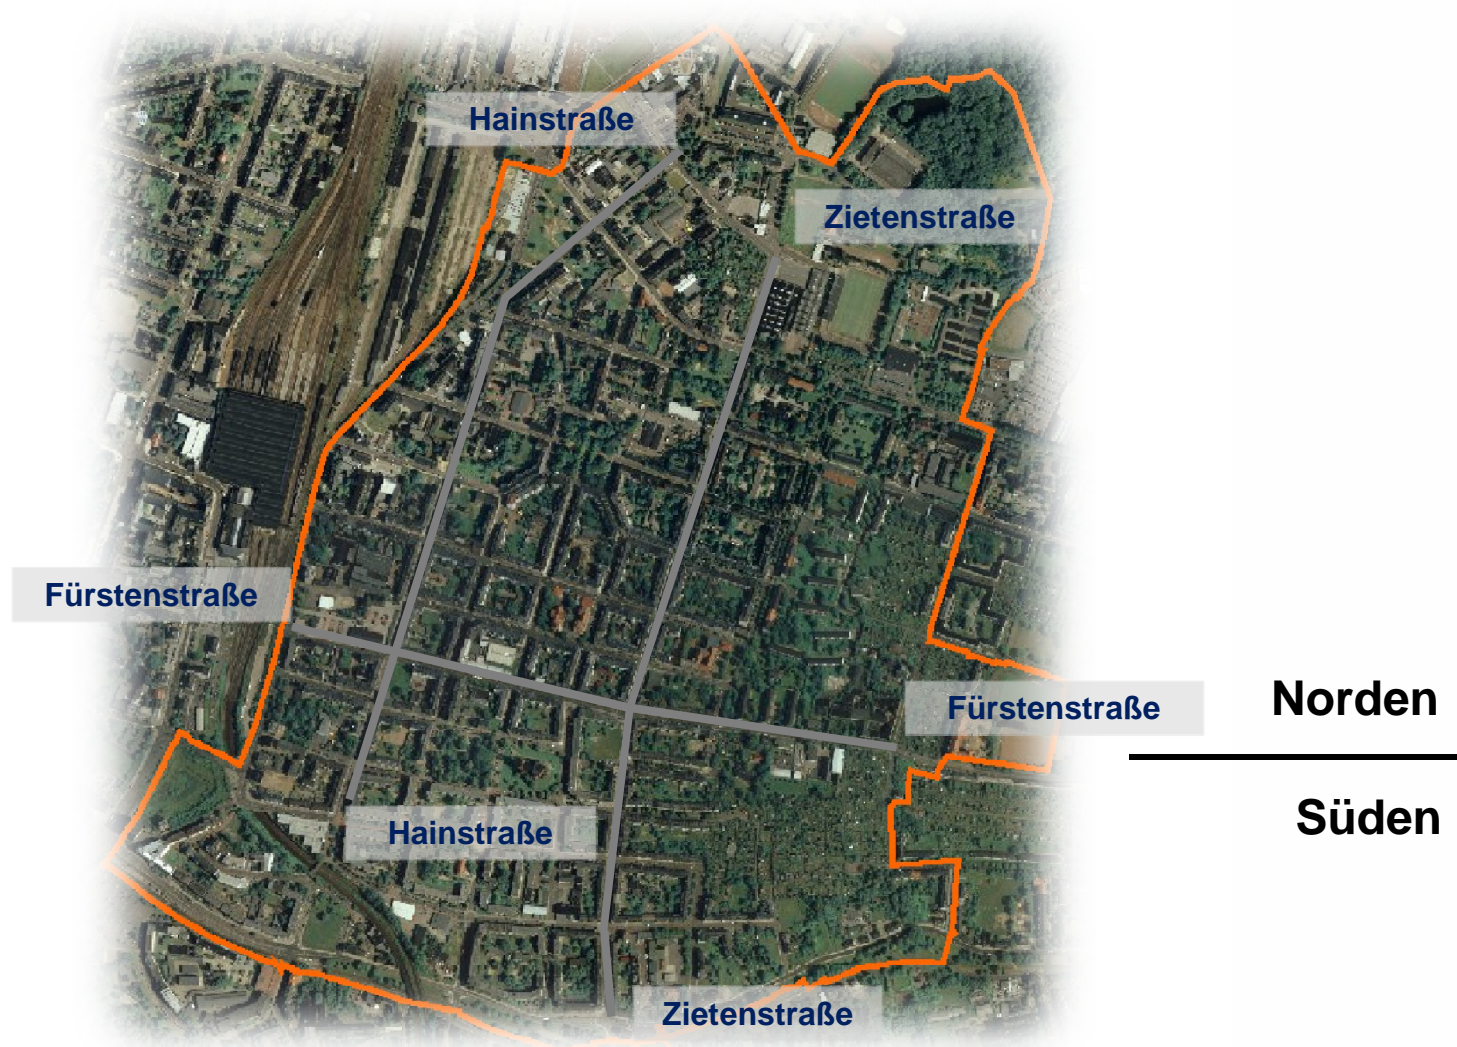 Hainstraße
Zietenstraße
Fürstenstraße
Fürstenstraße
Norden
Süden
Hainstraße
Zietenstraße